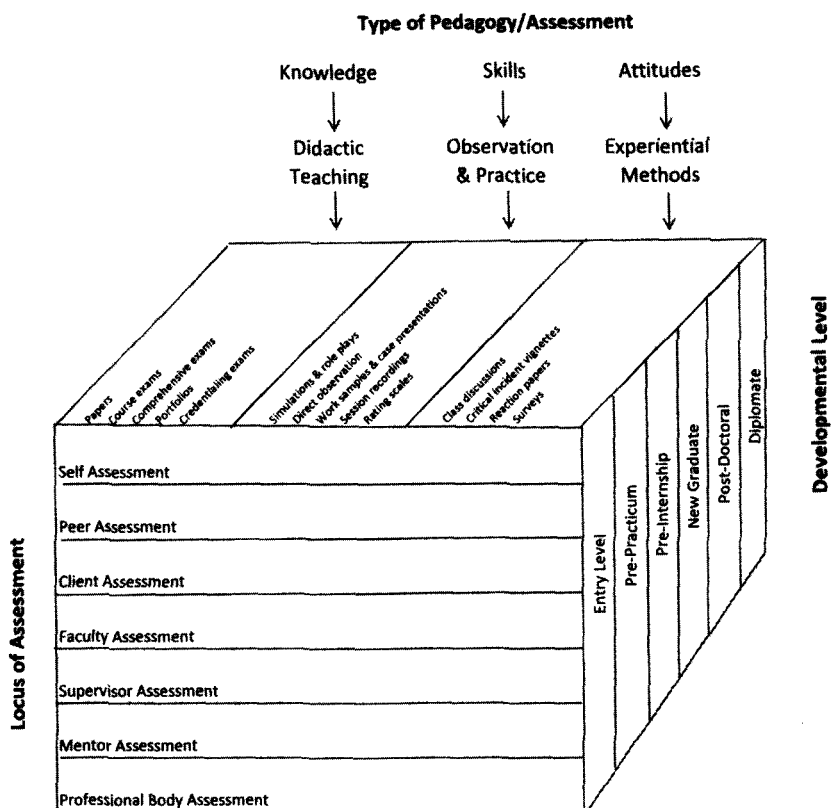 Type of Pedagogy/Assessment
Knowledge
Skills
Attitudes
Didactic
Teaching
Observation
& Practice
Experiential
Methods
Papers
Course exams
Comprehensive exams
Portfolios
Credentialing exams
Simulations & role plays
Direct observation
Work samples & case presentations
Session recordings
Rating scales
Class discussions
Critical incident vignettes
Reaction papers
Surveys
Locus of Assessment
Self Assessment
Peer Assessment
Client Assessment
Faculty Assessment
Supervisor Assessment
Mentor Assessment
Professional Body Assessment
Entry Level
Pre-Practicum
Pre-Internship
New Graduate
Post-Doctoral
Diplomate
Developmental Level